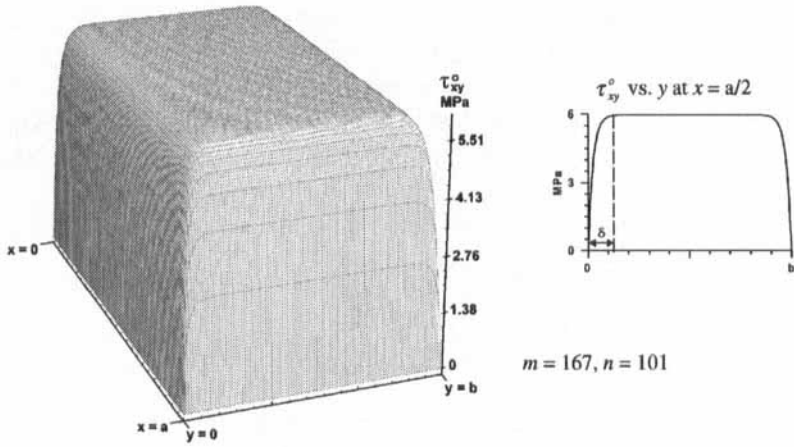 τ°xy
MPa
5.51
4.13
2.76
1.38
0
x = 0
x = a
y = 0
y = b
τ°xy vs. y at x = a/2
6
MPa
3
δ
0
0
b
m = 167, n = 101